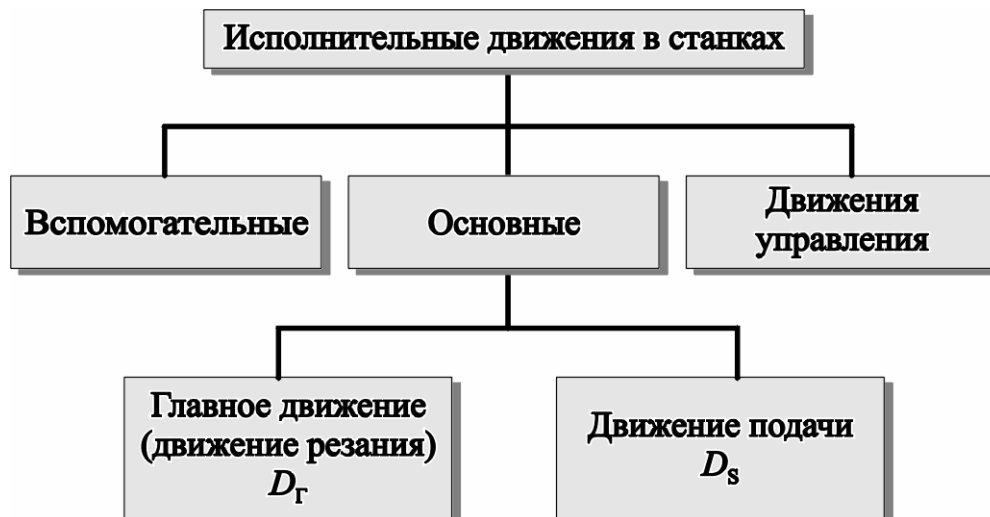 Исполнительные движения в станках
Вспомогательные
Основные
Движения
управления
Главное движение
(движение резания)
Dг
Движение подачи
Ds